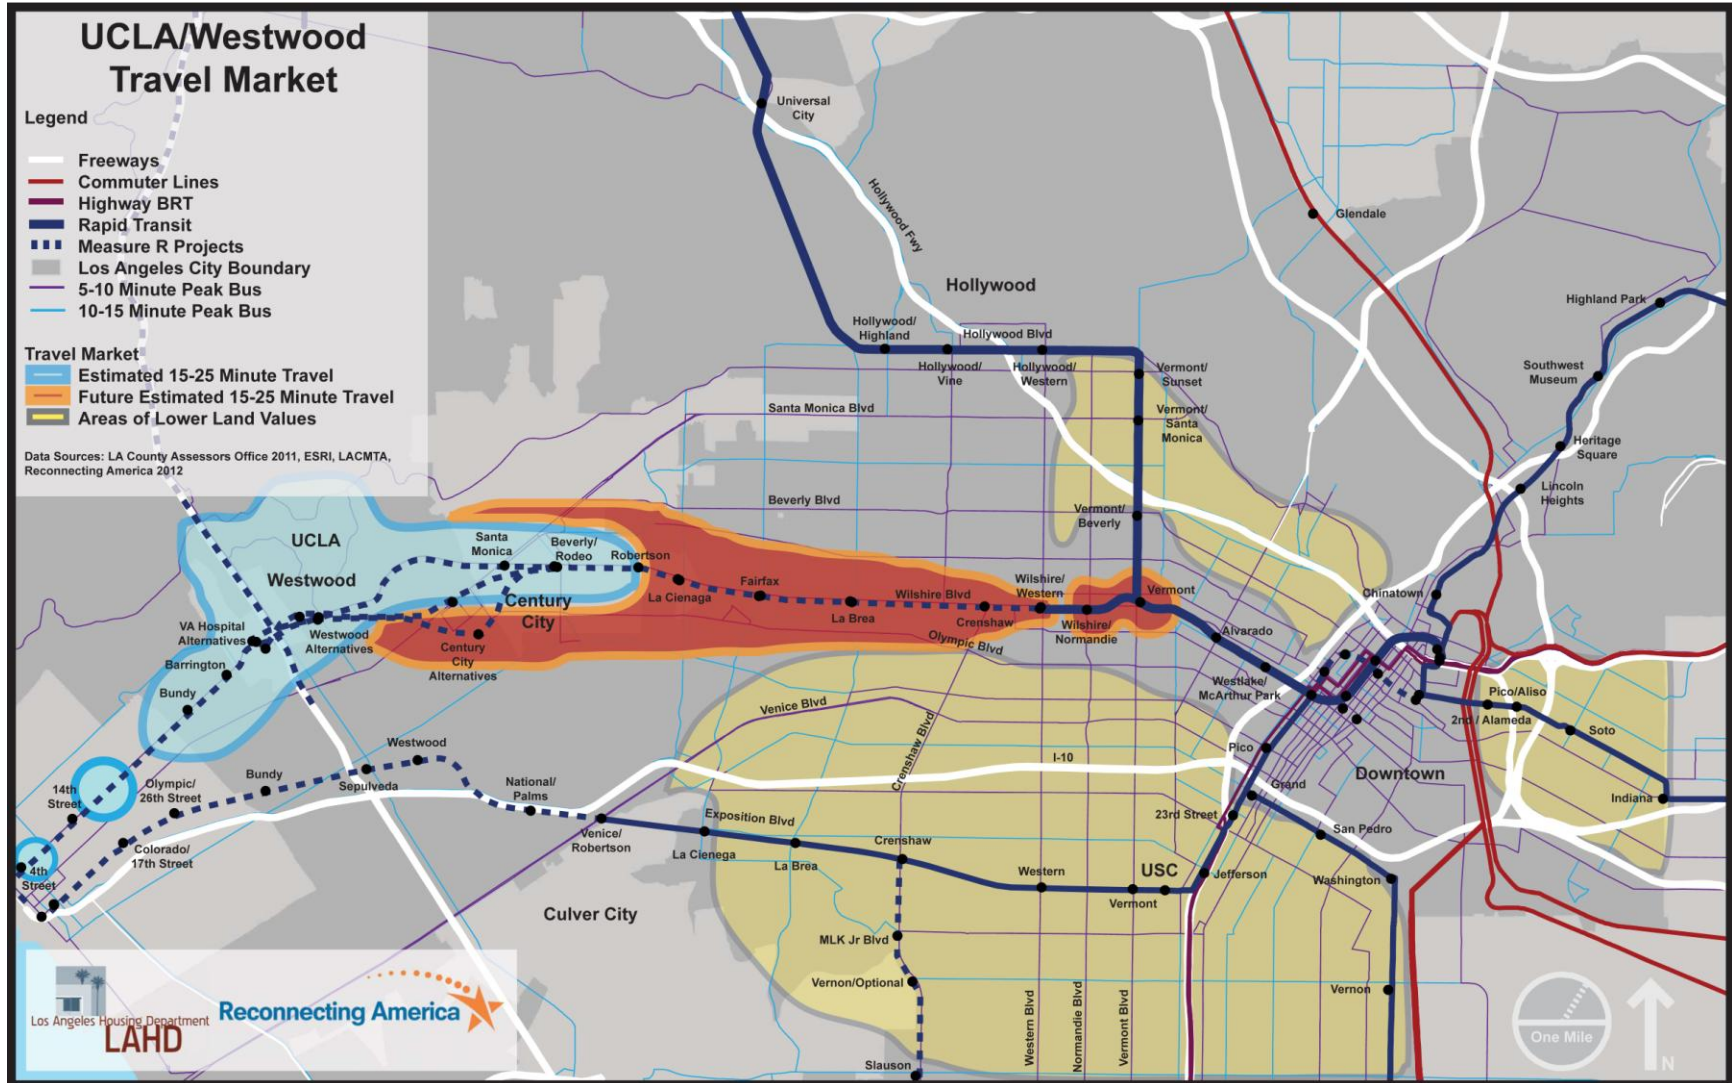 UCLA/Westwood
Travel Market
Legend
Freeways
Commuter Lines
Highway BRT
Rapid Transit
Measure R Projects
Los Angeles City Boundary
5-10 Minute Peak Bus
10-15 Minute Peak Bus
Travel Market
Estimated 15-25 Minute Travel
Future Estimated 15-25 Minute Travel
Areas of Lower Land Values
Data Sources: LA County Assessors Office 2011, ESRI, LACMTA,
Reconnecting America 2012
Universal
City
Hollywood Fwy
Glendale
Hollywood
Highland Park
Hollywood/
Highland
Hollywood Blvd
Hollywood/
Vine
Hollywood/
Western
Vermont/
Sunset
Southwest
Museum
Santa Monica Blvd
Vermont/
Santa
Monica
Heritage
Square
Lincoln
Heights
Beverly Blvd
Vermont/
Beverly
UCLA
Santa
Monica
Beverly/
Rodeo
Robertson
Westwood
Century
City
La Cienaga
Fairfax
La Brea
Wilshire Blvd
Crenshaw
Wilshire/
Western
Wilshire/
Normandie
Vermont
Chinatown
VA Hospital
Alternatives
Westwood
Alternatives
Century
City
Alternatives
Olympic Blvd
Alvarado
Barrington
Bundy
Westlake/
McArthur Park
Pico/Aliso
2nd / Alameda
Soto
Venice Blvd
Crenshaw Blvd
Westwood
Pico
I-10
Downtown
14th
Street
Olympic/
26th Street
Bundy
Sepulveda
National/
Palms
Grand
Indiana
Exposition Blvd
23rd Street
San Pedro
Colorado/
17th Street
Venice/
Robertson
La Cienega
La Brea
Crenshaw
4th
Street
Western
USC
Vermont
Jefferson
Washington
Culver City
MLK Jr Blvd
Vernon/Optional
Vernon
Western Blvd
Normandie Blvd
Vermont Blvd
Slauson
Los Angeles Housing Department
LAHD
Reconnecting America
One Mile
N